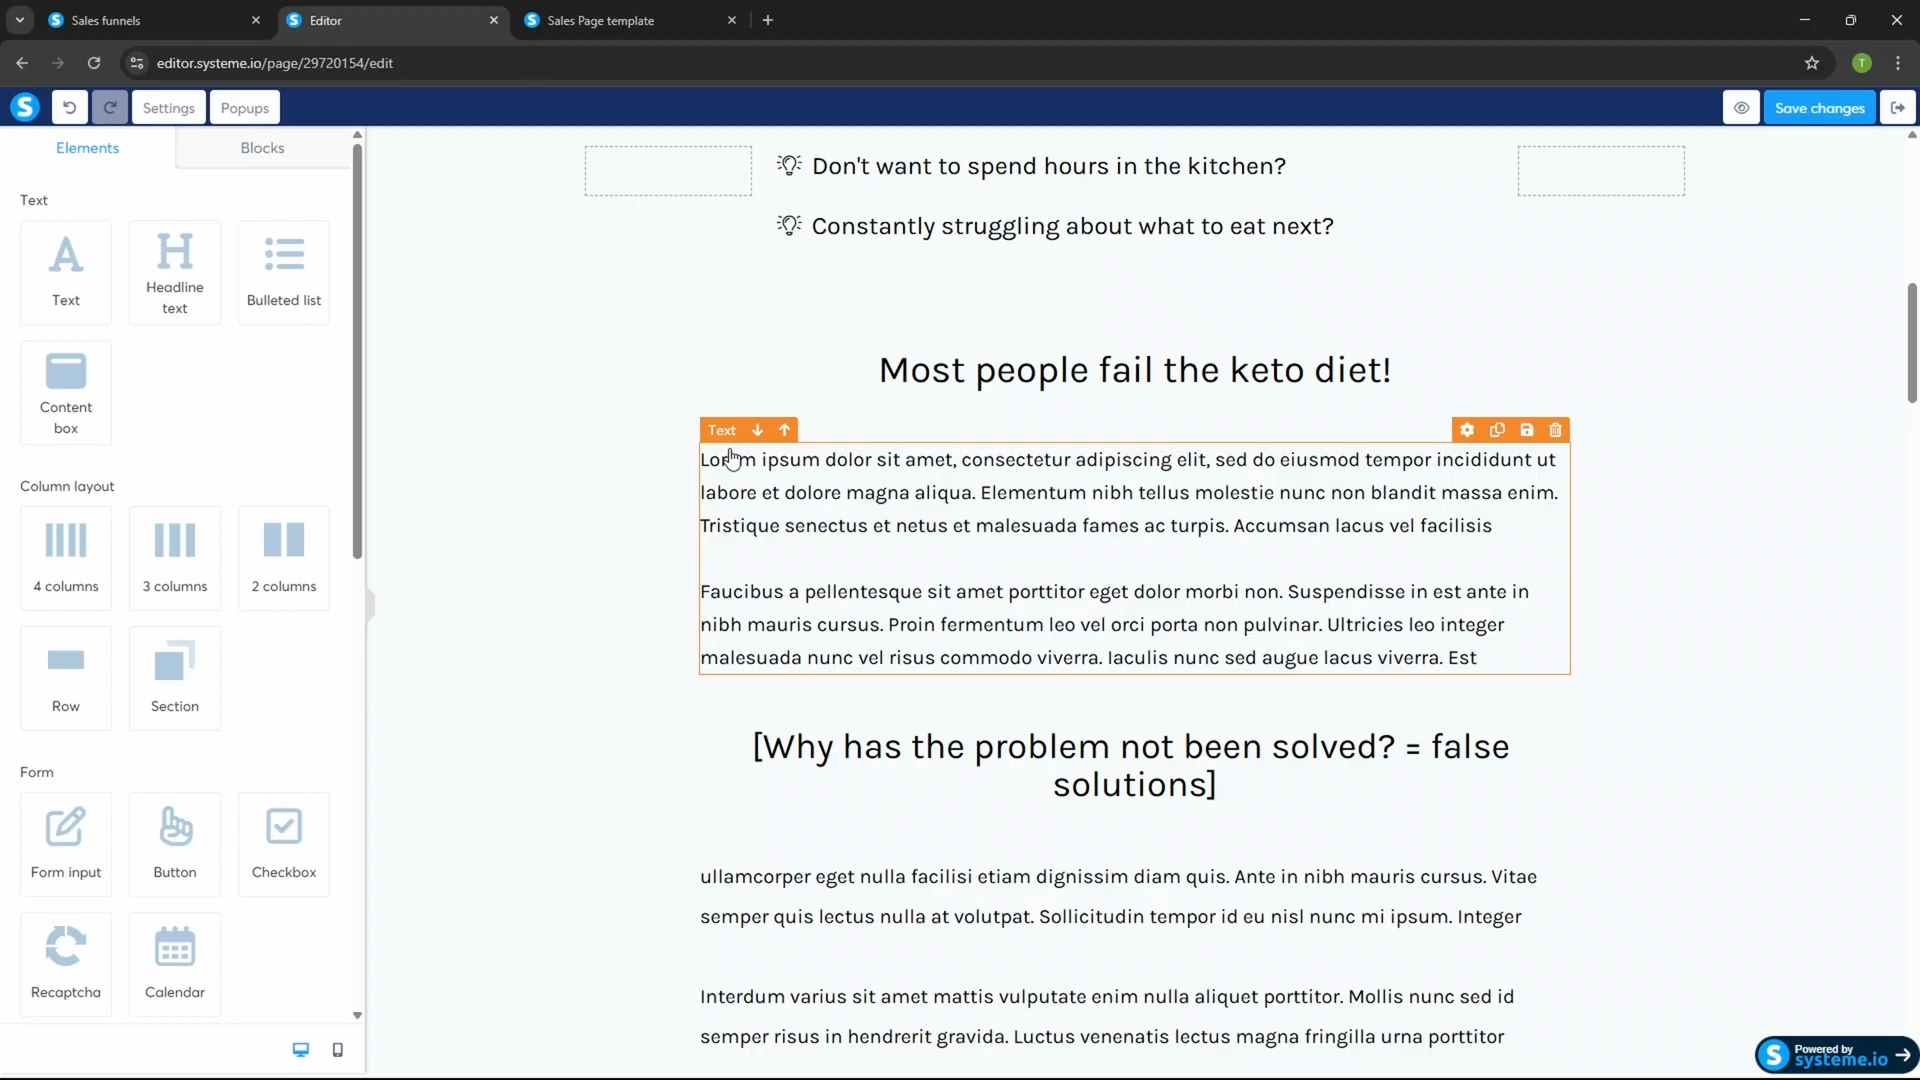 Sales funnels
Editor
Sales Page template
editor.systeme.io/page/29720154/edit
T
S
Settings
Popups
Save changes
Elements
Blocks
Text
Text
Headline
text
Bulleted list
Content
box
Column layout
4 columns
3 columns
2 columns
Row
Section
Form
Form input
Button
Checkbox
Recaptcha
Calendar
Don't want to spend hours in the kitchen?
Constantly struggling about what to eat next?
Most people fail the keto diet!
Text
Lorem ipsum dolor sit amet, consectetur adipiscing elit, sed do eiusmod tempor incididunt ut
labore et dolore magna aliqua. Elementum nibh tellus molestie nunc non blandit massa enim.
Tristique senectus et netus et malesuada fames ac turpis. Accumsan lacus vel facilisis
Faucibus a pellentesque sit amet porttitor eget dolor morbi non. Suspendisse in est ante in
nibh mauris cursus. Proin fermentum leo vel orci porta non pulvinar. Ultricies leo integer
malesuada nunc vel risus commodo viverra. Iaculis nunc sed augue lacus viverra. Est
[Why has the problem not been solved? = false
solutions]
ullamcorper eget nulla facilisi etiam dignissim diam quis. Ante in nibh mauris cursus. Vitae
semper quis lectus nulla at volutpat. Sollicitudin tempor id eu nisl nunc mi ipsum. Integer
Interdum varius sit amet mattis vulputate enim nulla aliquet porttitor. Mollis nunc sed id
semper risus in hendrerit gravida. Luctus venenatis lectus magna fringilla urna porttitor
Powered by
systeme.io